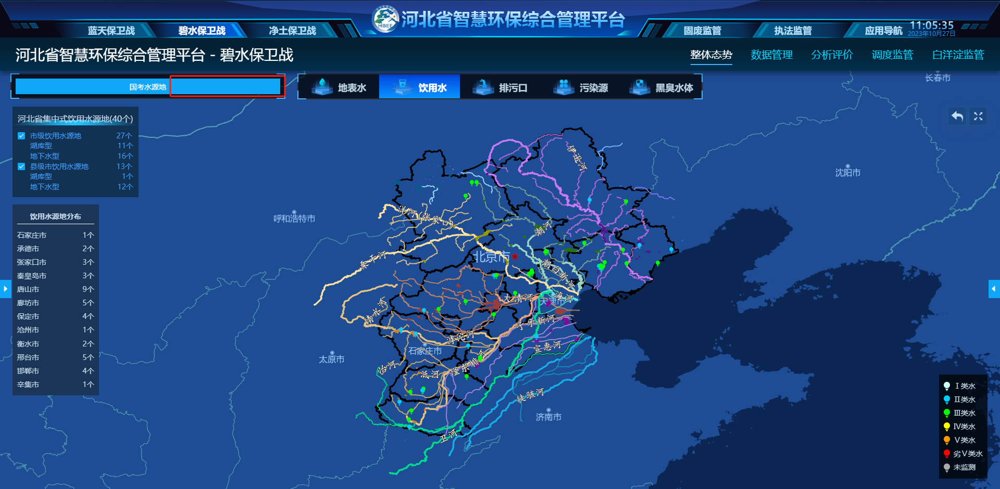 河北省智慧环保综合管理平台
HBEE
蓝天保卫战
碧水保卫战
净土保卫战
固废监管
执法监管
应用导航
11:05:35
2023年10月27日
河北省智慧环保综合管理平台 - 碧水保卫战
整体态势
数据管理
分析评价
调度监管
白洋淀监管
国考水源地
地表水
饮用水
排污口
污染源
黑臭水体
河北省集中式饮用水源地(40个)
市级饮用水源地 27个
湖库型 11个
地下水型 16个
县级市饮用水源地 13个
湖库型 1个
地下水型 12个
饮用水源地分布
石家庄市 1个
承德市 2个
张家口市 3个
秦皇岛市 3个
唐山市 9个
廊坊市 5个
保定市 4个
沧州市 1个
衡水市 2个
邢台市 5个
邯郸市 4个
辛集市 1个
长春市
沈阳市
呼和浩特市
北京市
天津市
石家庄市
太原市
济南市
伊逊河
洋河(张家口)
潮河
桑干河
潮白新河
大清河
海河
清水河
子牙新河
滹沱河
宣惠河
冶河
泜河
滏东排河
徒骇河
卫河
Ⅰ类水
Ⅱ类水
Ⅲ类水
Ⅳ类水
Ⅴ类水
劣Ⅴ类水
未监测